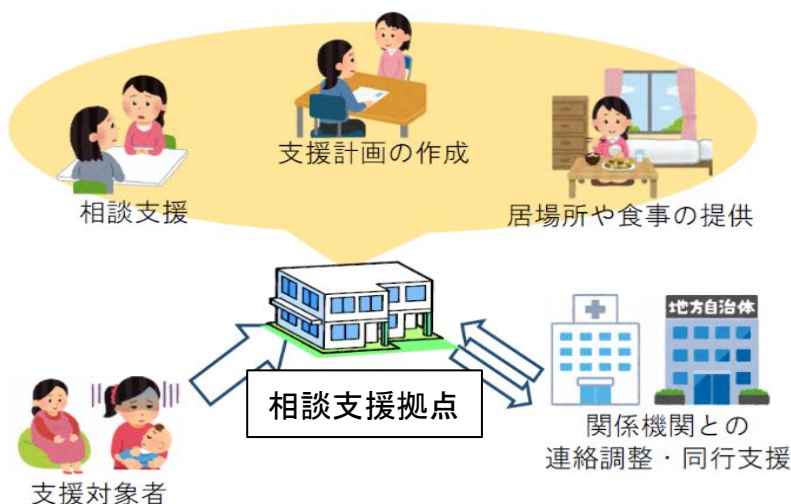 支援計画の作成
相談支援
居場所や食事の提供
地方自治体
相談支援拠点
関係機関との
連絡調整・同行支援
支援対象者